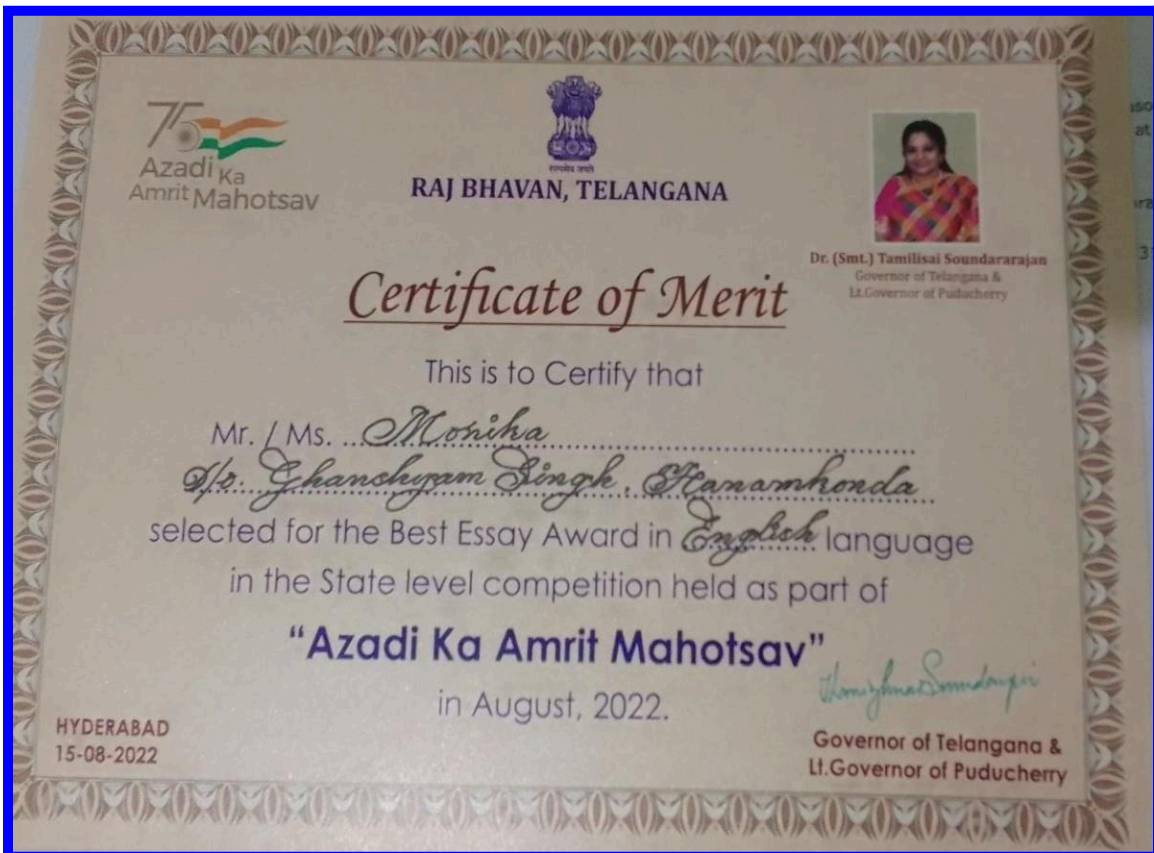 75
Azadi Ka
Amrit Mahotsav
सत्यमेव जयते
RAJ BHAVAN, TELANGANA
Dr. (Smt.) Tamilisai Soundararajan
Governor of Telangana &
Lt.Governor of Puducherry
Certificate of Merit
This is to Certify that
Mr. / Ms. Monika
Ghanshyam Singh, Hanamkonda
selected for the Best Essay Award in English language
in the State level competition held as part of
“Azadi Ka Amrit Mahotsav”
in August, 2022.
HYDERABAD
15-08-2022
Governor of Telangana &
Lt.Governor of Puducherry